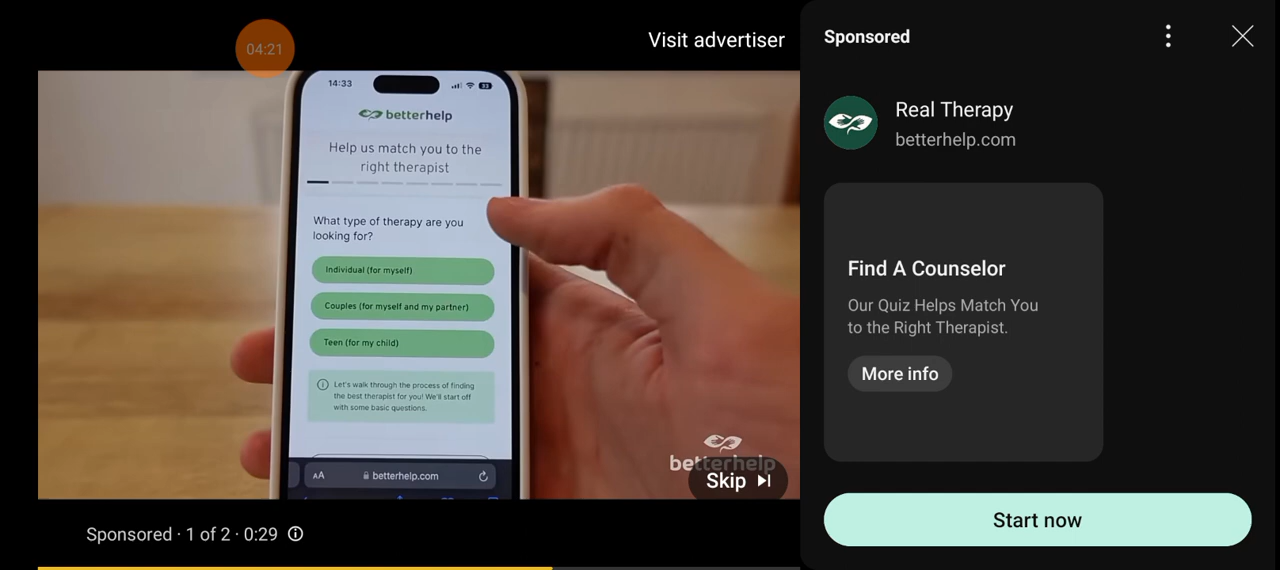 04:21
Visit advertiser
14:33
33
betterhelp
Help us match you to the
right therapist
What type of therapy are you
looking for?
Individual (for myself)
Couples (for myself and my partner)
Teen (for my child)
Let's walk through the process of finding
the best therapist for you! We'll start off
with some basic questions.
AA
betterhelp.com
betterhelp
Skip
Sponsored · 1 of 2 · 0:29
Sponsored
Real Therapy
betterhelp.com
Find A Counselor
Our Quiz Helps Match You
to the Right Therapist.
More info
Start now